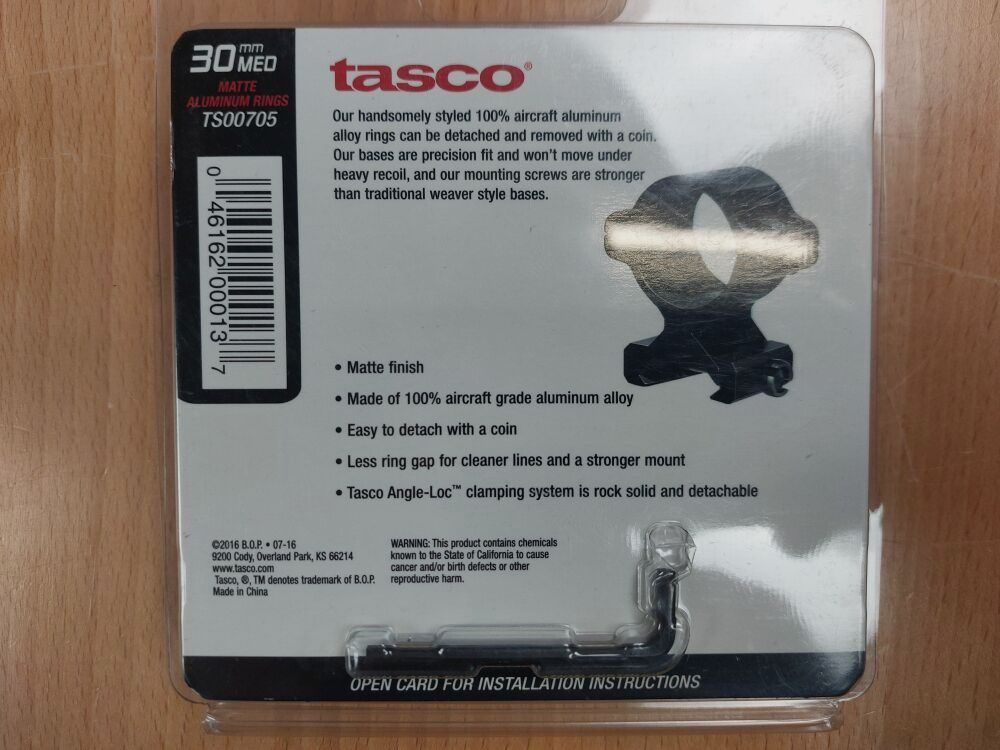 30 mm MED
MATTE
ALUMINUM RINGS
TS00705
0 46162 00013 7
tasco®
Our handsomely styled 100% aircraft aluminum
alloy rings can be detached and removed with a coin.
Our bases are precision fit and won't move under
heavy recoil, and our mounting screws are stronger
than traditional weaver style bases.
• Matte finish
• Made of 100% aircraft grade aluminum alloy
• Easy to detach with a coin
• Less ring gap for cleaner lines and a stronger mount
• Tasco Angle-Loc™ clamping system is rock solid and detachable
©2016 B.O.P. • 07-16
9200 Cody, Overland Park, KS 66214
www.tasco.com
Tasco, ®, TM denotes trademark of B.O.P.
Made in China
WARNING: This product contains chemicals
known to the State of California to cause
cancer and/or birth defects or other
reproductive harm.
OPEN CARD FOR INSTALLATION INSTRUCTIONS